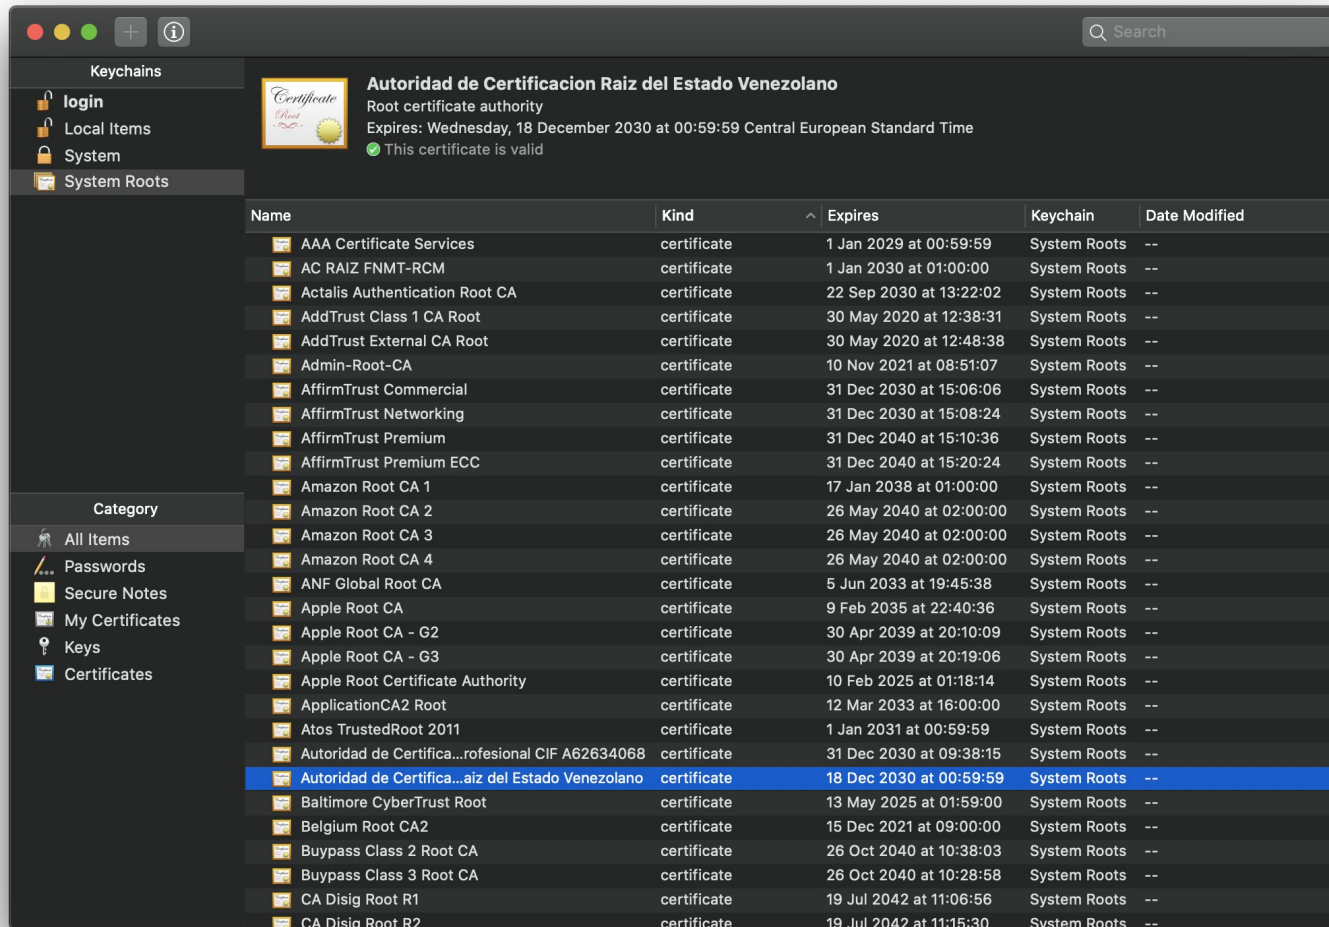 Search
Keychains
login
Local Items
System
System Roots
Certificate
Root
Autoridad de Certificacion Raiz del Estado Venezolano
Root certificate authority
Expires: Wednesday, 18 December 2030 at 00:59:59 Central European Standard Time
This certificate is valid
Name Kind Expires Keychain Date Modified
AAA Certificate Services certificate 1 Jan 2029 at 00:59:59 System Roots --
AC RAIZ FNMT-RCM certificate 1 Jan 2030 at 01:00:00 System Roots --
Actalis Authentication Root CA certificate 22 Sep 2030 at 13:22:02 System Roots --
AddTrust Class 1 CA Root certificate 30 May 2020 at 12:38:31 System Roots --
AddTrust External CA Root certificate 30 May 2020 at 12:48:38 System Roots --
Admin-Root-CA certificate 10 Nov 2021 at 08:51:07 System Roots --
AffirmTrust Commercial certificate 31 Dec 2030 at 15:06:06 System Roots --
AffirmTrust Networking certificate 31 Dec 2030 at 15:08:24 System Roots --
AffirmTrust Premium certificate 31 Dec 2040 at 15:10:36 System Roots --
AffirmTrust Premium ECC certificate 31 Dec 2040 at 15:20:24 System Roots --
Amazon Root CA 1 certificate 17 Jan 2038 at 01:00:00 System Roots --
Amazon Root CA 2 certificate 26 May 2040 at 02:00:00 System Roots --
Amazon Root CA 3 certificate 26 May 2040 at 02:00:00 System Roots --
Amazon Root CA 4 certificate 26 May 2040 at 02:00:00 System Roots --
ANF Global Root CA certificate 5 Jun 2033 at 19:45:38 System Roots --
Apple Root CA certificate 9 Feb 2035 at 22:40:36 System Roots --
Apple Root CA - G2 certificate 30 Apr 2039 at 20:10:09 System Roots --
Apple Root CA - G3 certificate 30 Apr 2039 at 20:19:06 System Roots --
Apple Root Certificate Authority certificate 10 Feb 2025 at 01:18:14 System Roots --
ApplicationCA2 Root certificate 12 Mar 2033 at 16:00:00 System Roots --
Atos TrustedRoot 2011 certificate 1 Jan 2031 at 00:59:59 System Roots --
Autoridad de Certifica...rofesional CIF A62634068 certificate 31 Dec 2030 at 09:38:15 System Roots --
Autoridad de Certifica...aiz del Estado Venezolano certificate 18 Dec 2030 at 00:59:59 System Roots --
Baltimore CyberTrust Root certificate 13 May 2025 at 01:59:00 System Roots --
Belgium Root CA2 certificate 15 Dec 2021 at 09:00:00 System Roots --
Buypass Class 2 Root CA certificate 26 Oct 2040 at 10:38:03 System Roots --
Buypass Class 3 Root CA certificate 26 Oct 2040 at 10:28:58 System Roots --
CA Disig Root R1 certificate 19 Jul 2042 at 11:06:56 System Roots --
CA Disig Root R2 certificate 19 Jul 2042 at 11:15:30 System Roots --
Category
All Items
Passwords
Secure Notes
My Certificates
Keys
Certificates